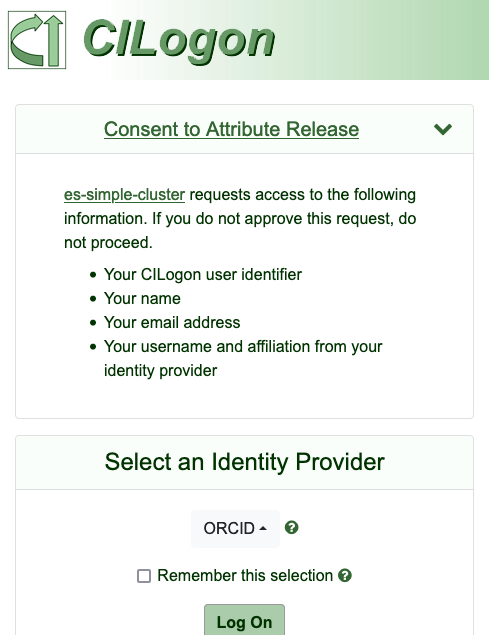 CILogon
Consent to Attribute Release
es-simple-cluster requests access to the following
information. If you do not approve this request, do
not proceed.
• Your CILogon user identifier
• Your name
• Your email address
• Your username and affiliation from your
identity provider
Select an Identity Provider
ORCID
Remember this selection
Log On